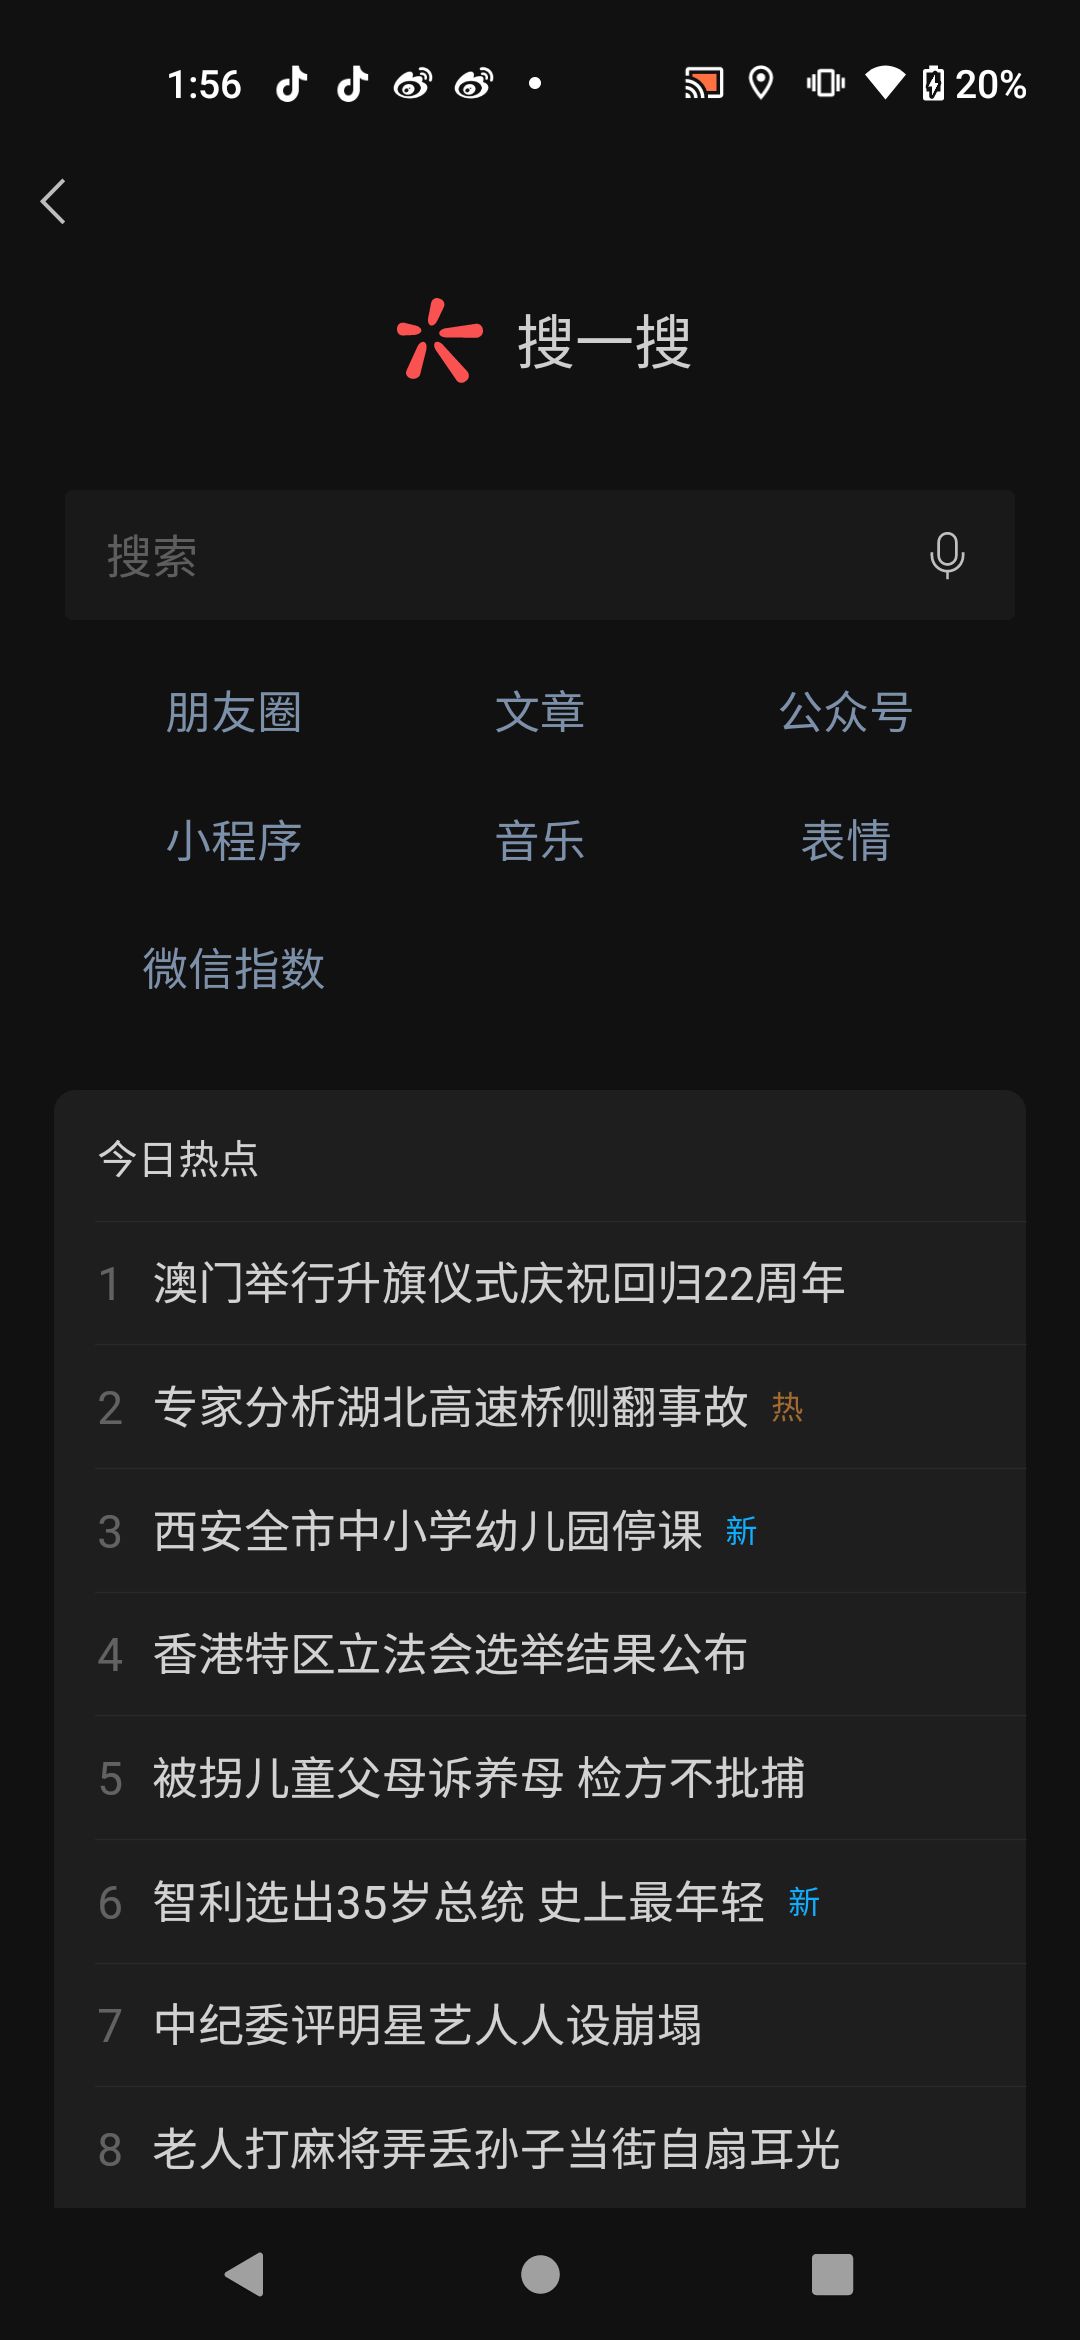 1:56
20%
搜一搜
搜索
朋友圈 文章 公众号
小程序 音乐 表情
微信指数
今日热点
1 澳门举行升旗仪式庆祝回归22周年
2 专家分析湖北高速桥侧翻事故 热
3 西安全市中小学幼儿园停课 新
4 香港特区立法会选举结果公布
5 被拐儿童父母诉养母 检方不批捕
6 智利选出35岁总统 史上最年轻 新
7 中纪委评明星艺人人设崩塌
8 老人打麻将弄丢孙子当街自扇耳光